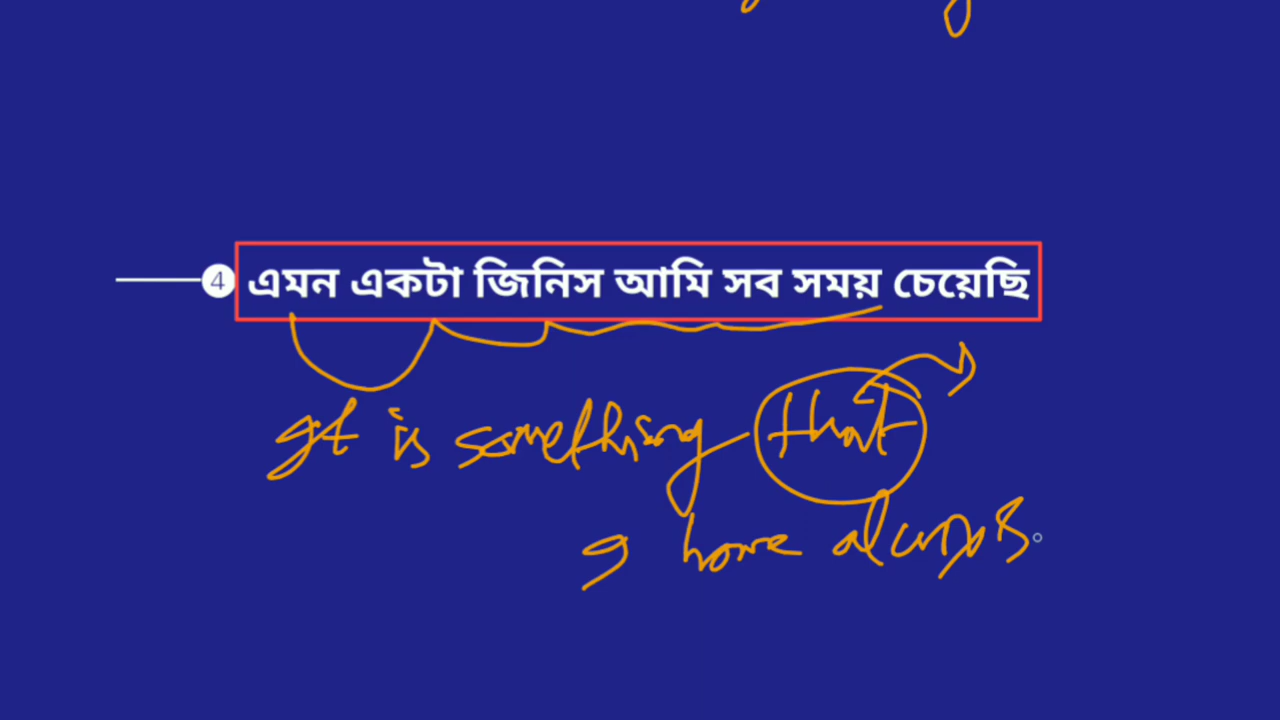 4 এমন একটা জিনিস আমি সব সময় চেয়েছি
It is something that
I have always